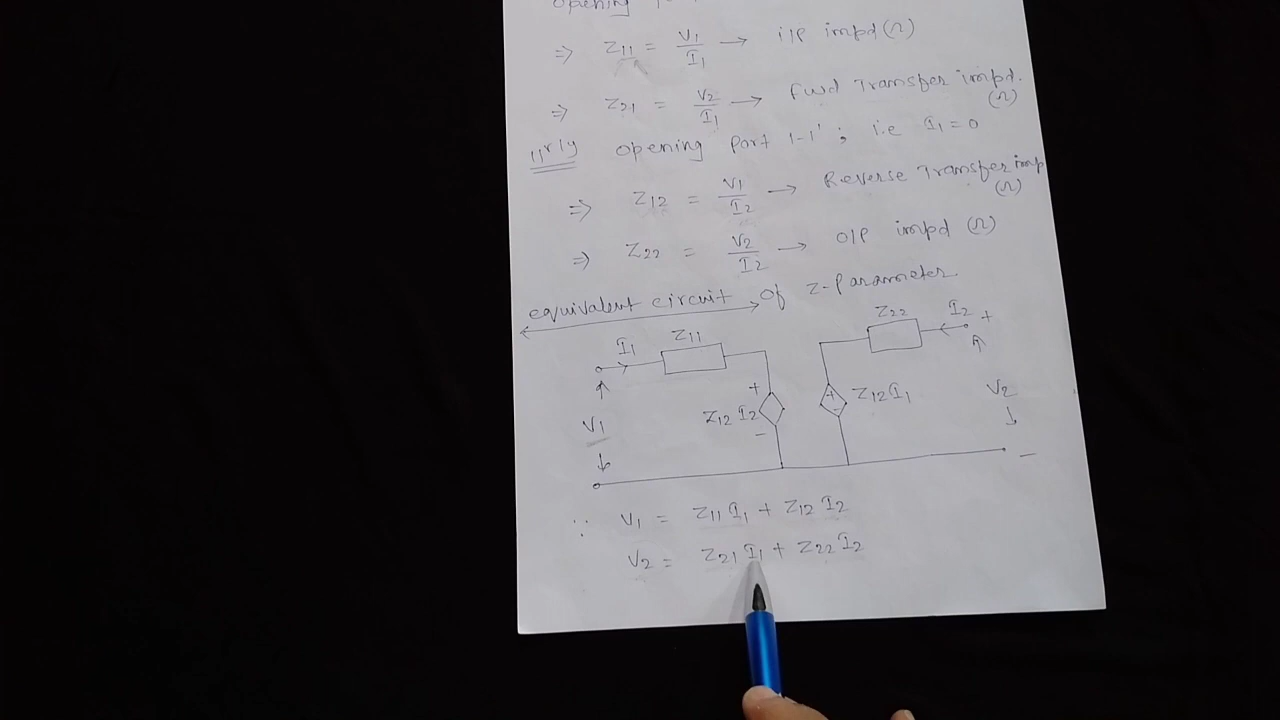 opening
⇒ Z11 = V1/I1 → i/p impd (Ω)
⇒ Z21 = V2/I1 → fwd Transfer impd. (Ω)
||rly opening port 1-1' ; i.e I1 = 0
⇒ Z12 = V1/I2 → Reverse Transfer imp (Ω)
⇒ Z22 = V2/I2 → O/P impd (Ω)
equivalent circuit of Z-Parameter
I1 Z11 Z22 I2 +
V1 + Z12 I2 − + − Z12 I1 V2 −
∵ V1 = Z11 I1 + Z12 I2
V2 = Z21 I1 + Z22 I2